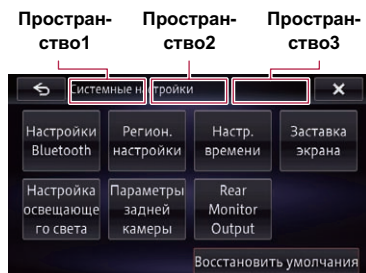 Простран-
ство1
Простран-
ство2
Простран-
ство3
Системные настройки
Настройки
Bluetooth
Регион.
настройки
Настр.
времени
Заставка
экрана
Настройка
освещающе
го света
Параметры
задней
камеры
Rear
Monitor
Output
Восстановить умолчания